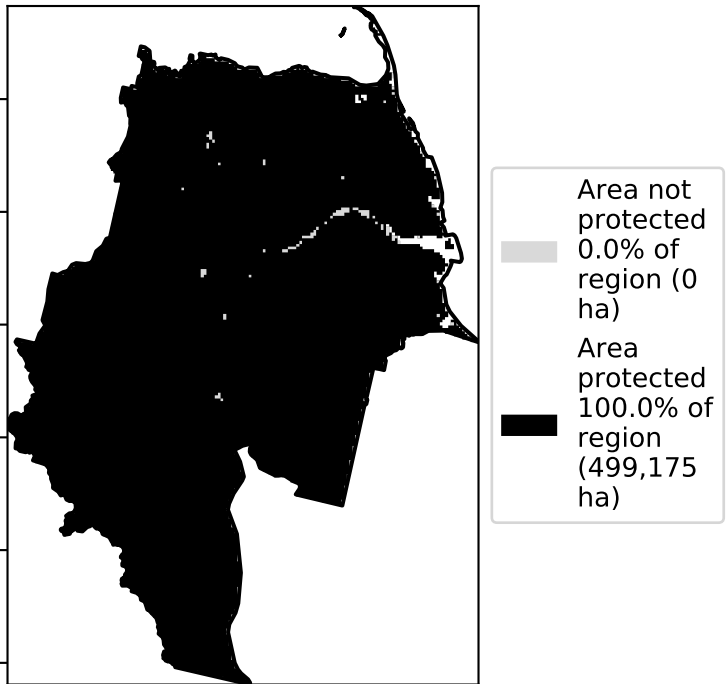 Area not
protected
0.0% of
region (0
ha)
Area
protected
100.0% of
region
(499,175
ha)